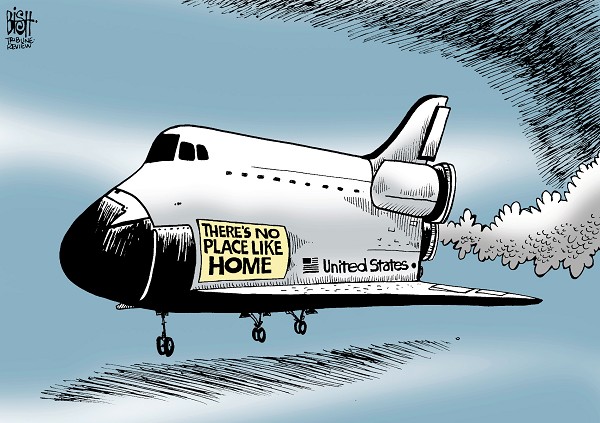 BISH.
TRIBUNE
REVIEW
THERE'S NO
PLACE LIKE
HOME
United States